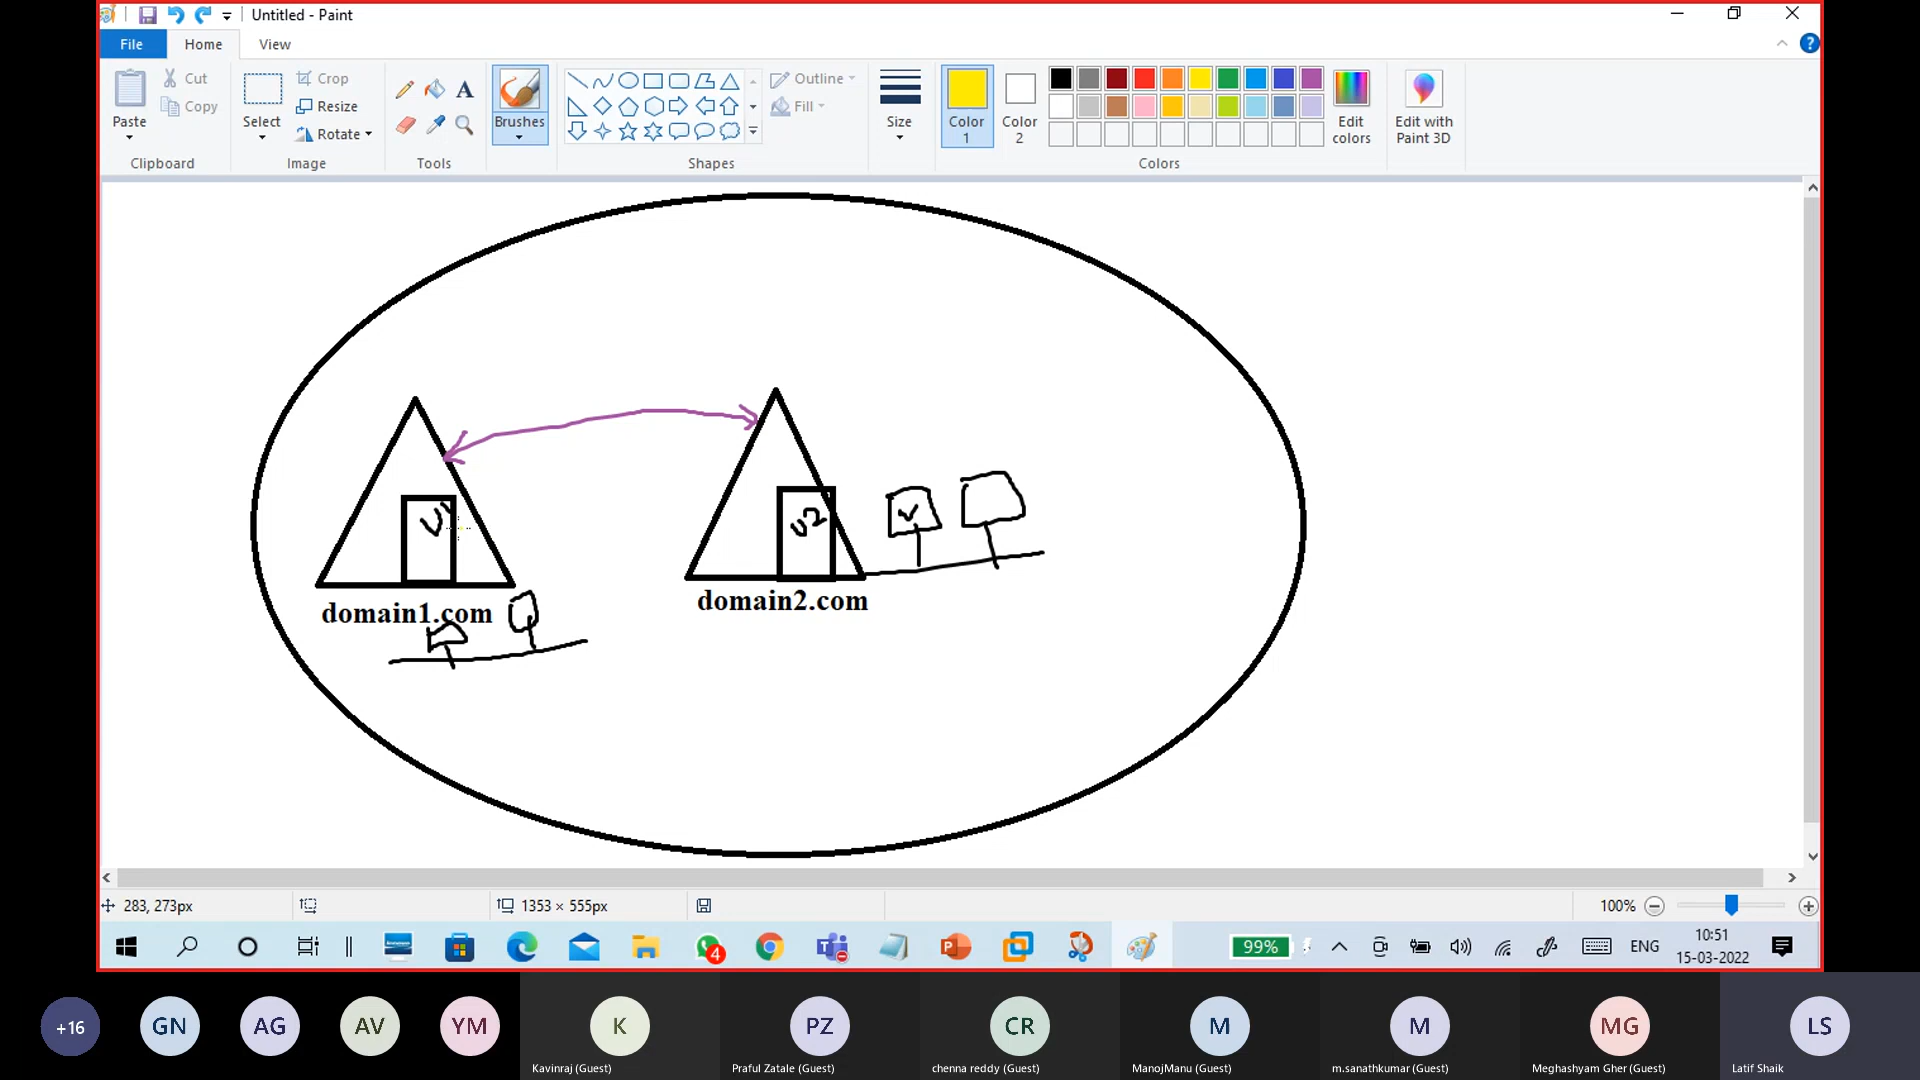 Untitled - Paint
File Home View
Paste
Cut
Copy
Clipboard
Select
Crop
Resize
Rotate
Image
Tools
Brushes
Shapes
Outline
Fill
Size
Color 1
Color 2
Edit colors
Edit with Paint 3D
Colors
U2
domain1.com
domain2.com
283, 273px
1353 × 555px
100%
4
99%
ENG
10:51
15-03-2022
+16
GN
AG
AV
YM
K
PZ
CR
M
M
MG
LS
Kavinraj (Guest)
Praful Zatale (Guest)
chenna reddy (Guest)
ManojManu (Guest)
m.sanathkumar (Guest)
Meghashyam Gher (Guest)
Latif Shaik